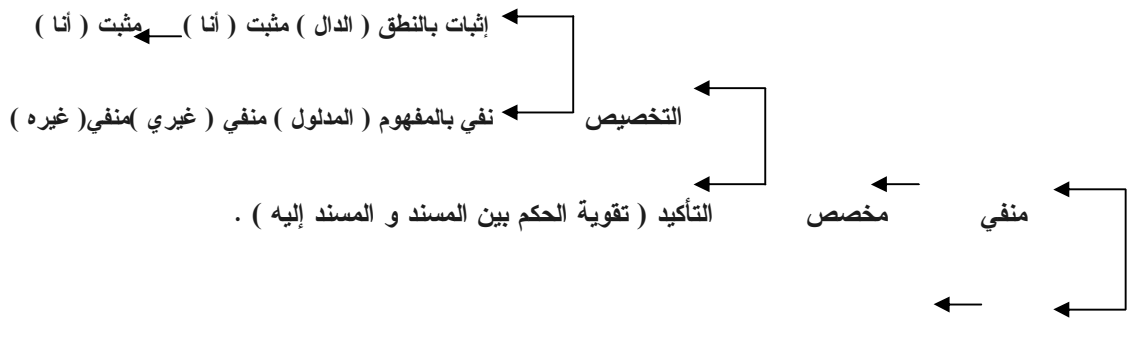 إثبات بالنطق ( الدال ) مثبت ( أنا ) مثبت ( أنا )
التخصيص نفي بالمفهوم ( المدلول ) منفي ( غيري )منفي( غيره )
منفي مخصص التأكيد ( تقوية الحكم بين المسند و المسند إليه ) .